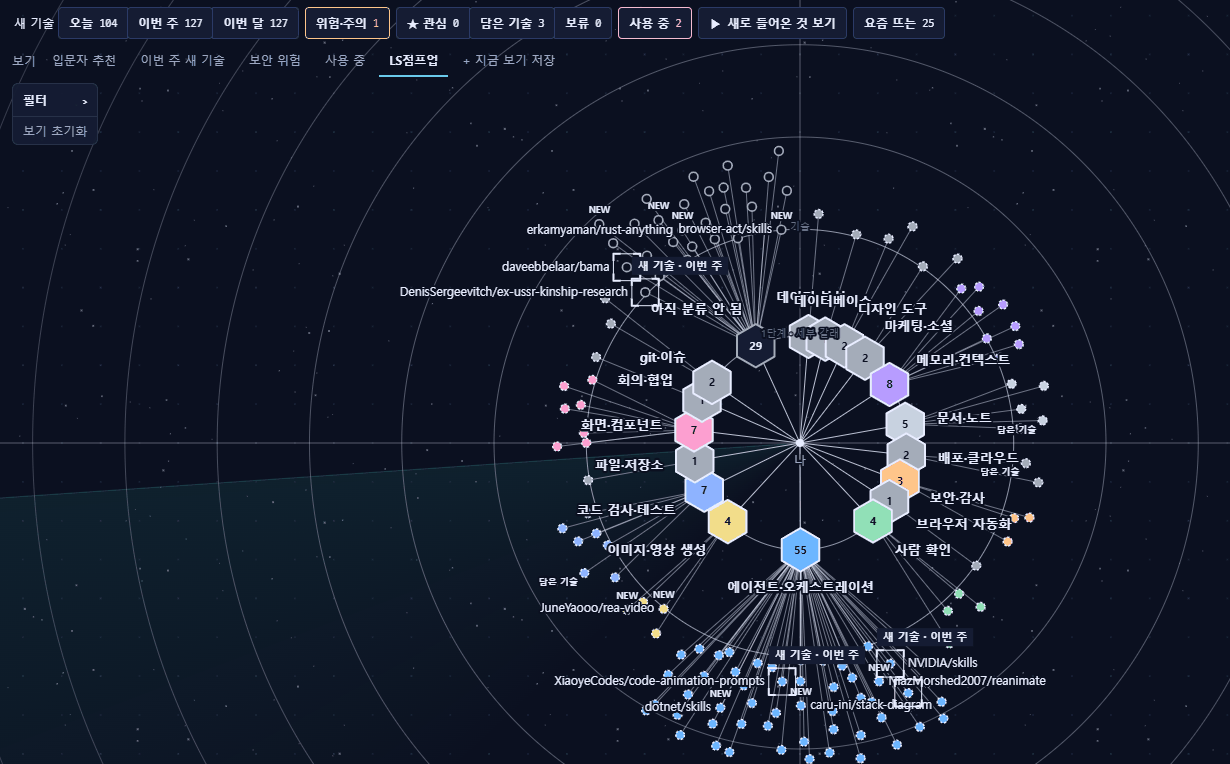 새 기술 오늘 104 이번 주 127 이번 달 127 위험·주의 1 ★ 관심 0 담은 기술 3 보류 0 사용 중 2 ▶ 새로 들어온 것 보기 요즘 뜨는 25
보기 입문자 추천 이번 주 새 기술 보안 위험 사용 중 LS점프업 + 지금 보기 저장
필터 >
보기 초기화
NEW
NEW
NEW
NEW
erkamyaman/rust-anything
browser-act/skills
기술
daveebbelaar/bama
새 기술 · 이번 주
DenisSergeevitch/ex-ussr-kinship-research
아직 분류 안 됨
29
데이터베이스
디자인 도구
마케팅·소셜
2
2
메모리·컨텍스트
8
git·이슈
2
회의·협업
1
화면·컴포넌트
7
문서·노트
5
담은 기술
파일·저장소
1
나
배포·클라우드
2
담은 기술
코드 검사·테스트
7
보안·감사
3
브라우저 자동화
1
이미지·영상 생성
4
사람 확인
4
55
담은 기술
에이전트·오케스트레이션
NEW
NEW
JuneYaooo/rea-video
새 기술 · 이번 주
새 기술 · 이번 주
NEW
NVIDIA/skills
XiaoyeCodes/code-animation-prompts
NiazMorshed2007/reanimate
NEW
NEW
dotnet/skills
caru-ini/stack-diagram